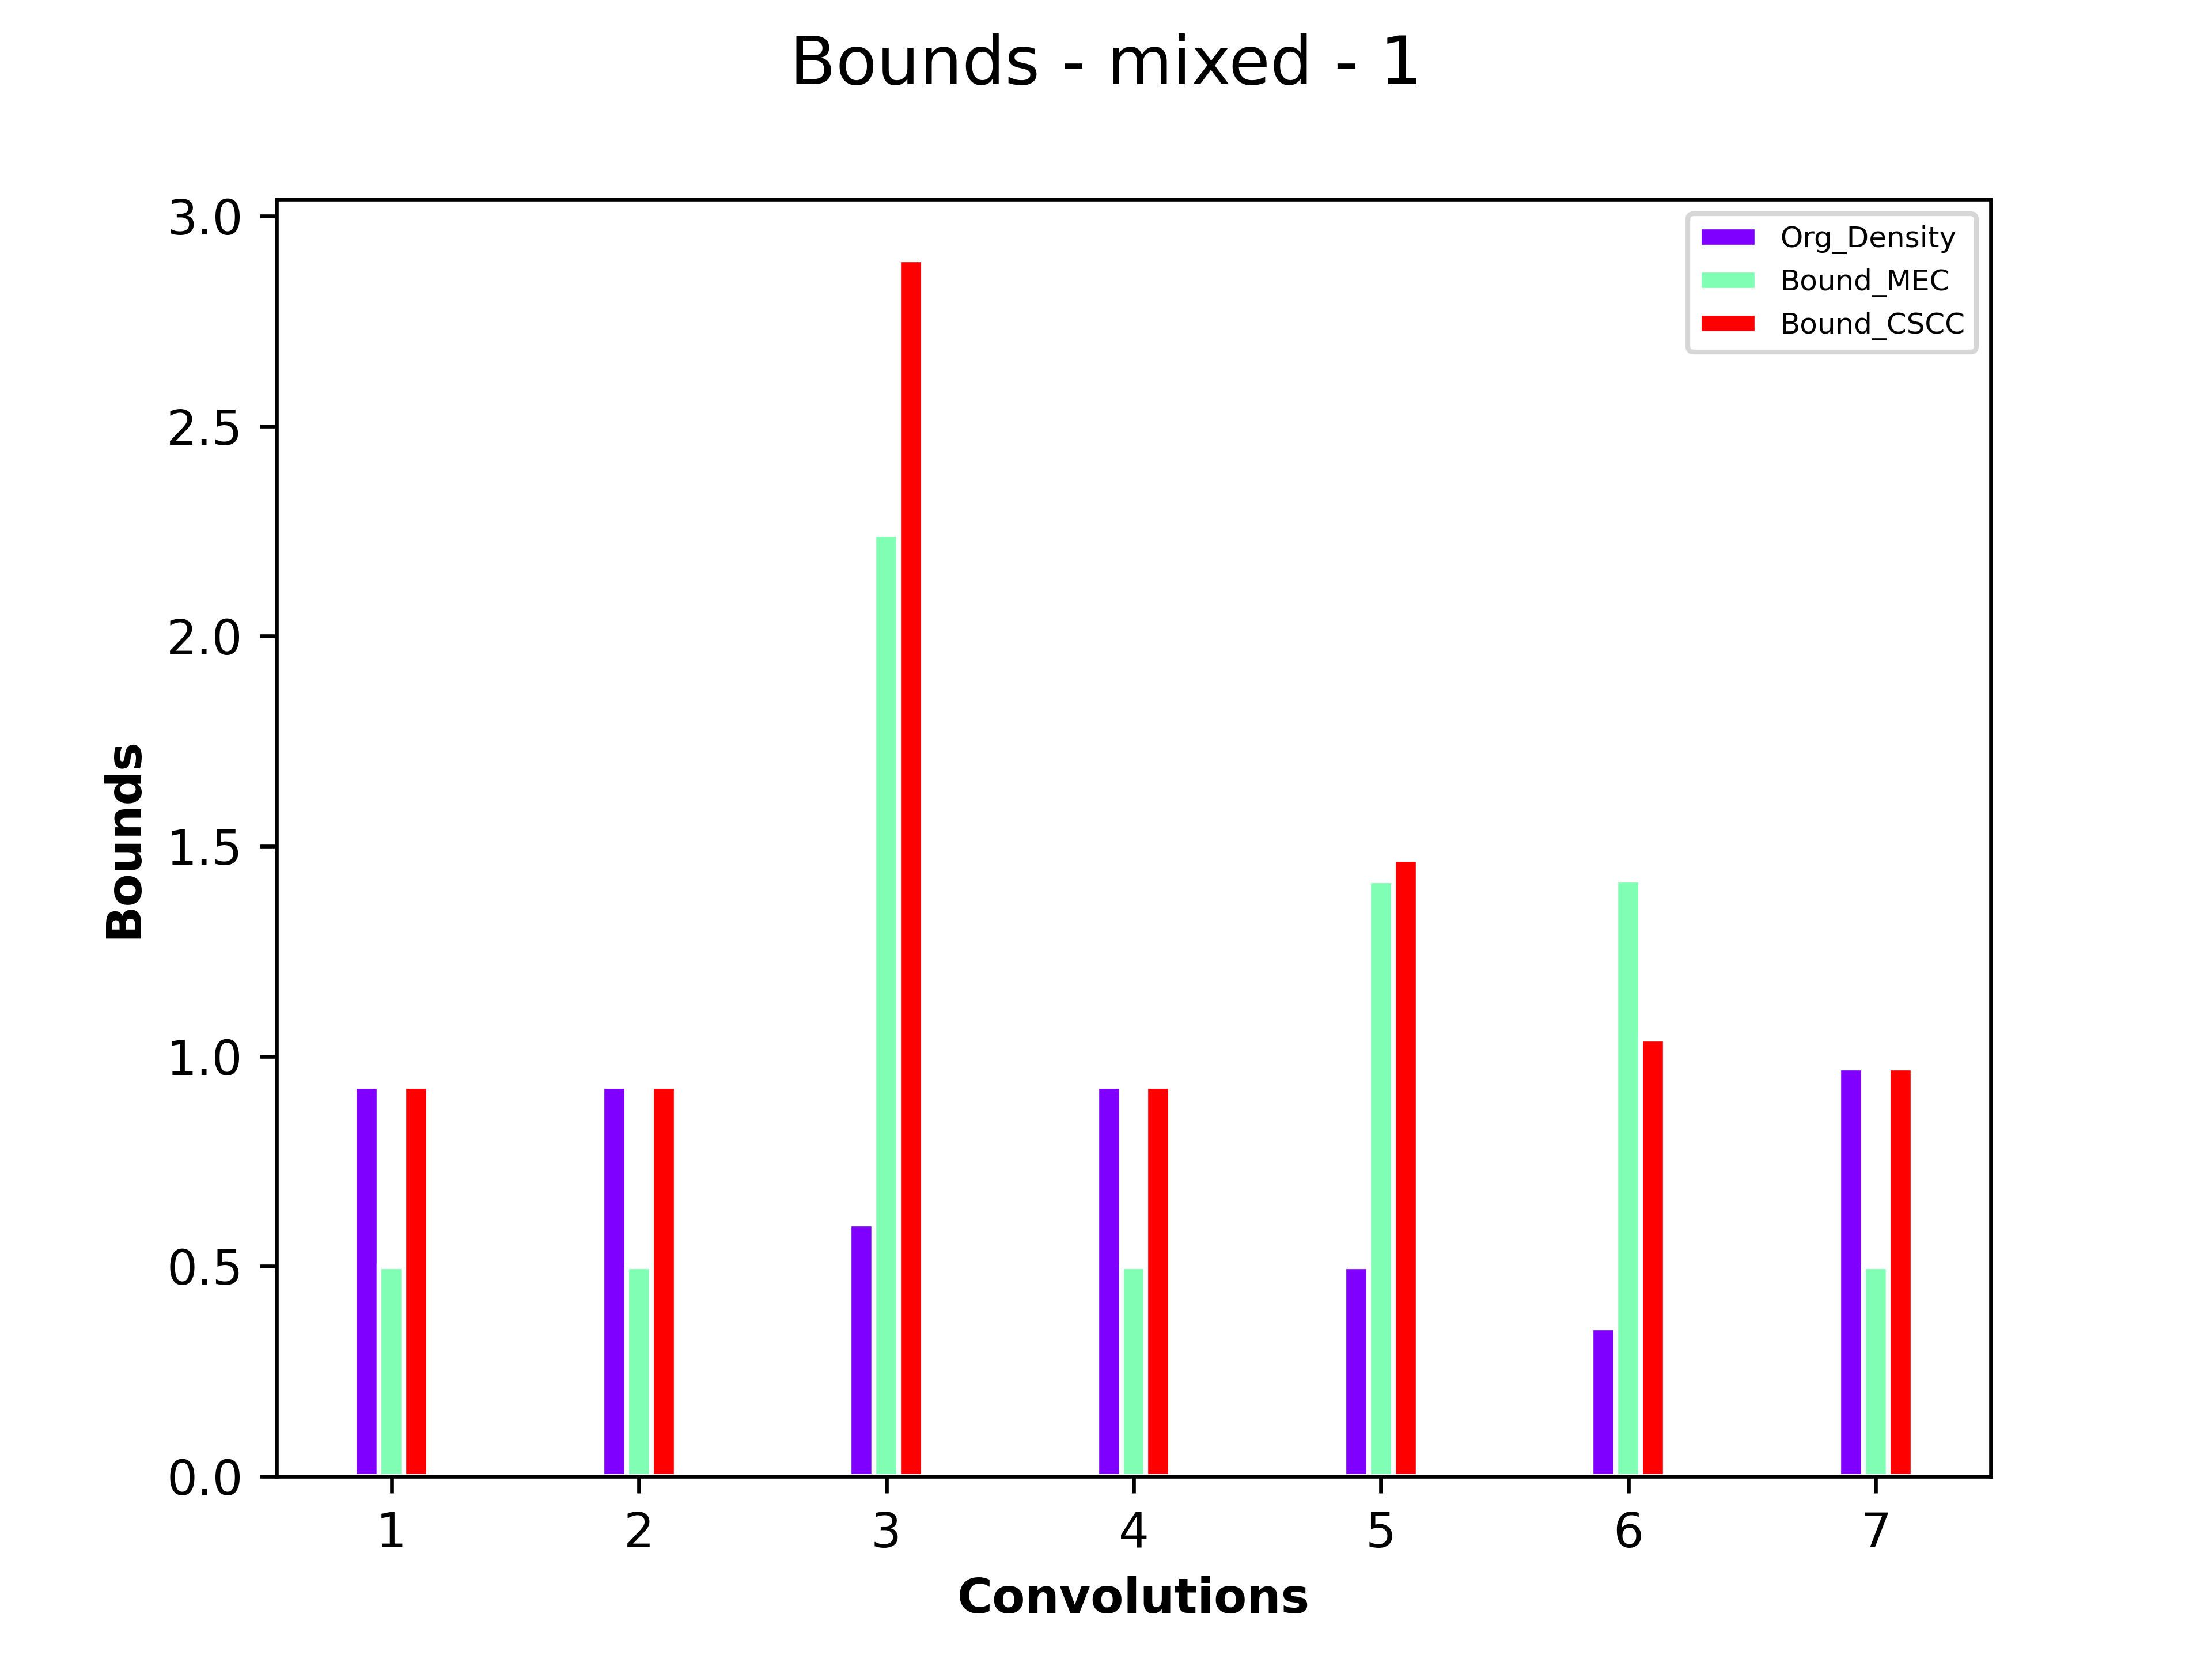 Bounds - mixed - 1
3.0
2.5
2.0
1.5
1.0
0.5
0.0
Bounds
Org_Density
Bound_MEC
Bound_CSCC
1 2 3 4 5 6 7
Convolutions